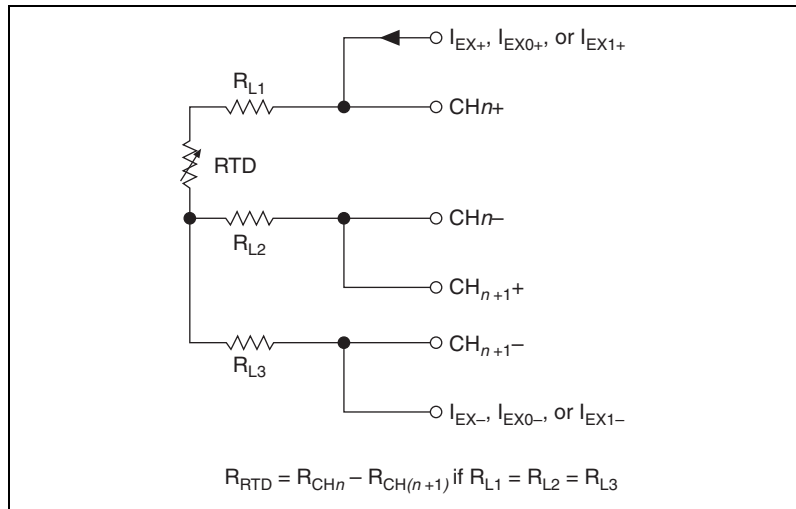 I_EX+, I_EX0+, or I_EX1+
R_L1
CHn+
RTD
CHn–
R_L2
CH_n+1+
CH_n+1–
R_L3
I_EX–, I_EX0–, or I_EX1–
R_RTD = R_CHn – R_CH(n+1) if R_L1 = R_L2 = R_L3